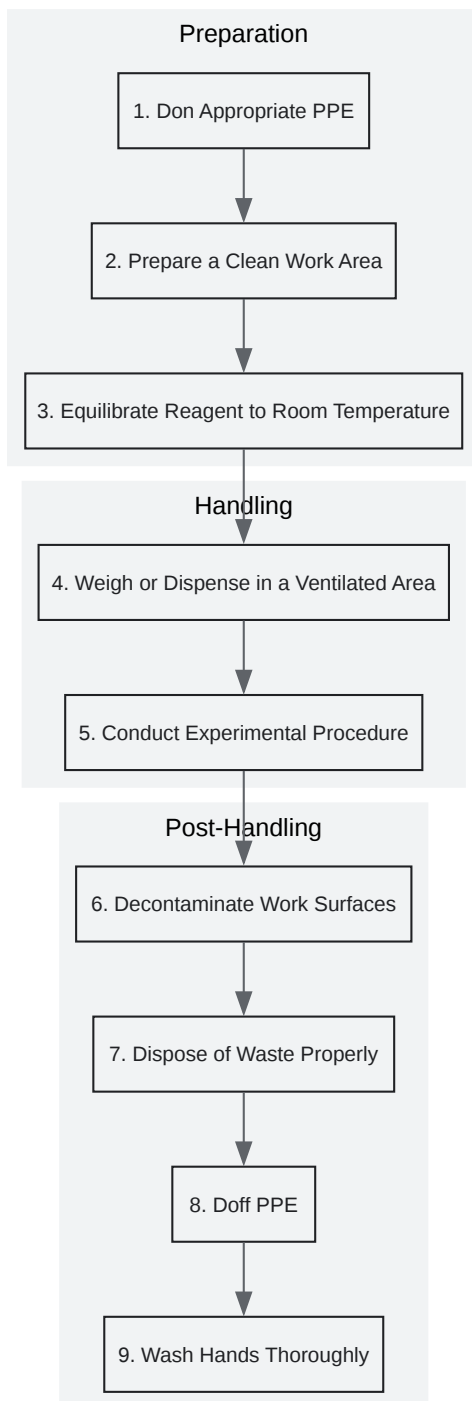 Preparation
1. Don Appropriate PPE
2. Prepare a Clean Work Area
3. Equilibrate Reagent to Room Temperature
Handling
4. Weigh or Dispense in a Ventilated Area
5. Conduct Experimental Procedure
Post-Handling
6. Decontaminate Work Surfaces
7. Dispose of Waste Properly
8. Doff PPE
9. Wash Hands Thoroughly